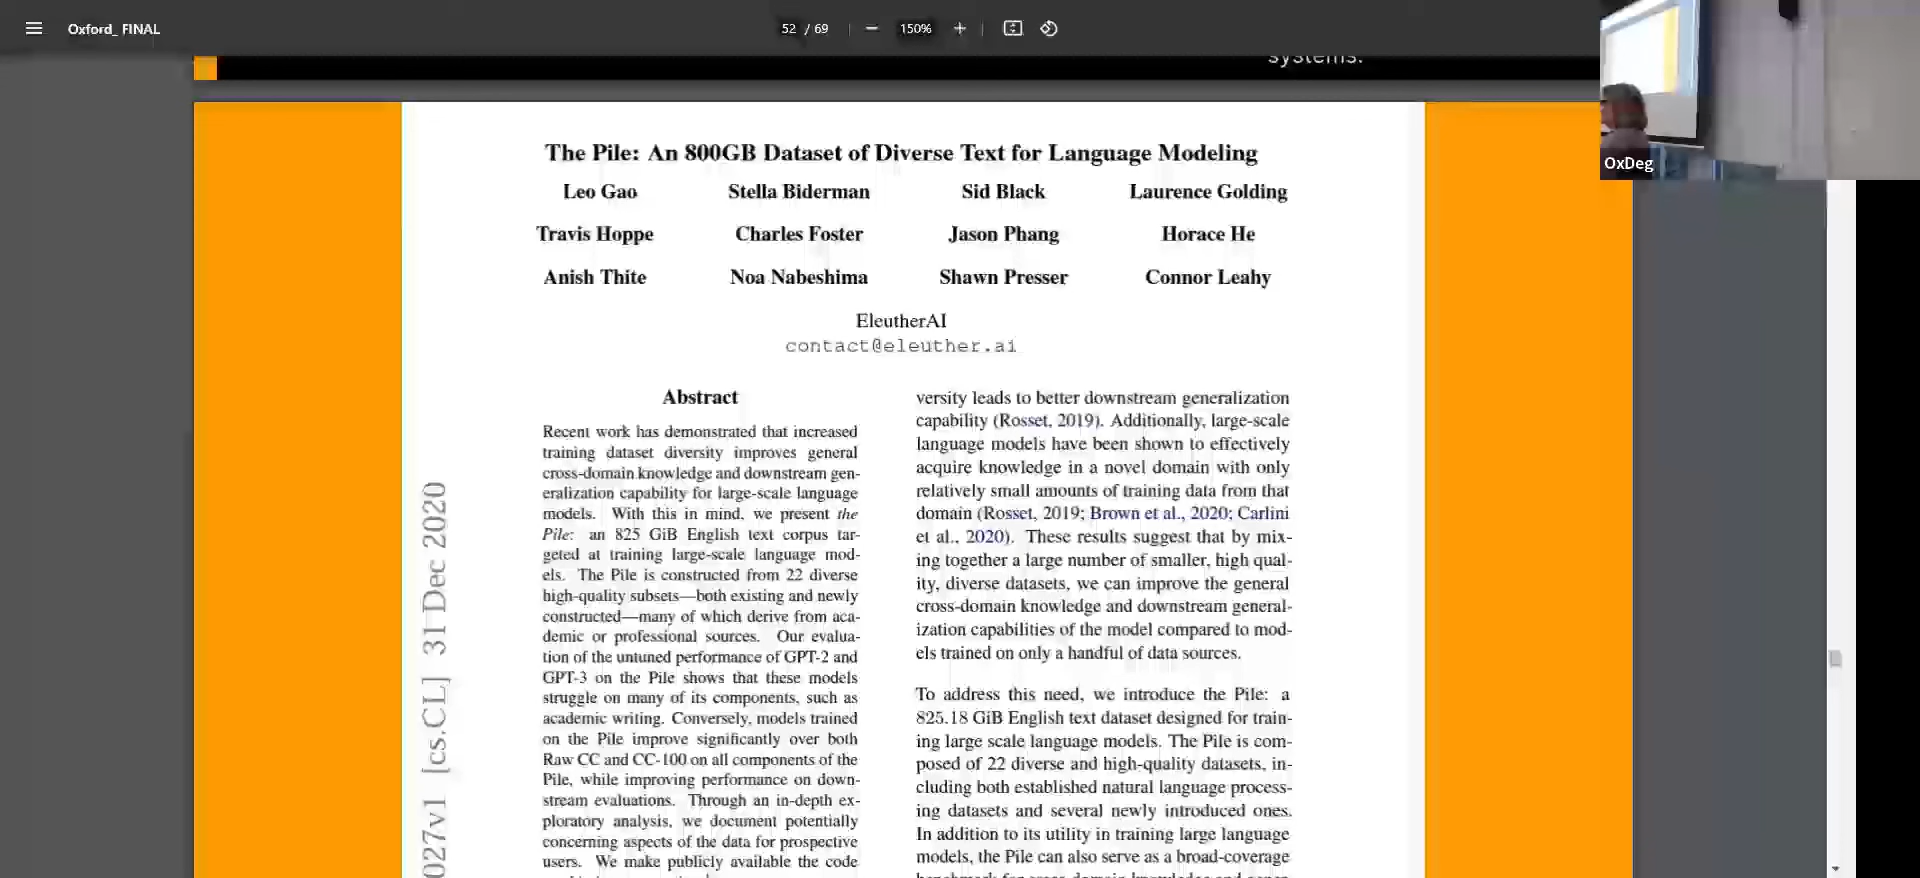 Oxford_ FINAL
52 / 69
150%
systems.
OxDeg
The Pile: An 800GB Dataset of Diverse Text for Language Modeling
Leo Gao Stella Biderman Sid Black Laurence Golding
Travis Hoppe Charles Foster Jason Phang Horace He
Anish Thite Noa Nabeshima Shawn Presser Connor Leahy
EleutherAI
contact@eleuther.ai
Abstract
Recent work has demonstrated that increased
training dataset diversity improves general
cross-domain knowledge and downstream gen-
eralization capability for large-scale language
models. With this in mind, we present the
Pile: an 825 GiB English text corpus tar-
geted at training large-scale language mod-
els. The Pile is constructed from 22 diverse
high-quality subsets—both existing and newly
constructed—many of which derive from aca-
demic or professional sources. Our evalua-
tion of the untuned performance of GPT-2 and
GPT-3 on the Pile shows that these models
struggle on many of its components, such as
academic writing. Conversely, models trained
on the Pile improve significantly over both
Raw CC and CC-100 on all components of the
Pile, while improving performance on down-
stream evaluations. Through an in-depth ex-
ploratory analysis, we document potentially
concerning aspects of the data for prospective
users. We make publicly available the code
versity leads to better downstream generalization
capability (Rosset, 2019). Additionally, large-scale
language models have been shown to effectively
acquire knowledge in a novel domain with only
relatively small amounts of training data from that
domain (Rosset, 2019; Brown et al., 2020; Carlini
et al., 2020). These results suggest that by mix-
ing together a large number of smaller, high qual-
ity, diverse datasets, we can improve the general
cross-domain knowledge and downstream general-
ization capabilities of the model compared to mod-
els trained on only a handful of data sources.
To address this need, we introduce the Pile: a
825.18 GiB English text dataset designed for train-
ing large scale language models. The Pile is com-
posed of 22 diverse and high-quality datasets, in-
cluding both established natural language process-
ing datasets and several newly introduced ones.
In addition to its utility in training large language
models, the Pile can also serve as a broad-coverage
027v1 [cs.CL] 31 Dec 2020